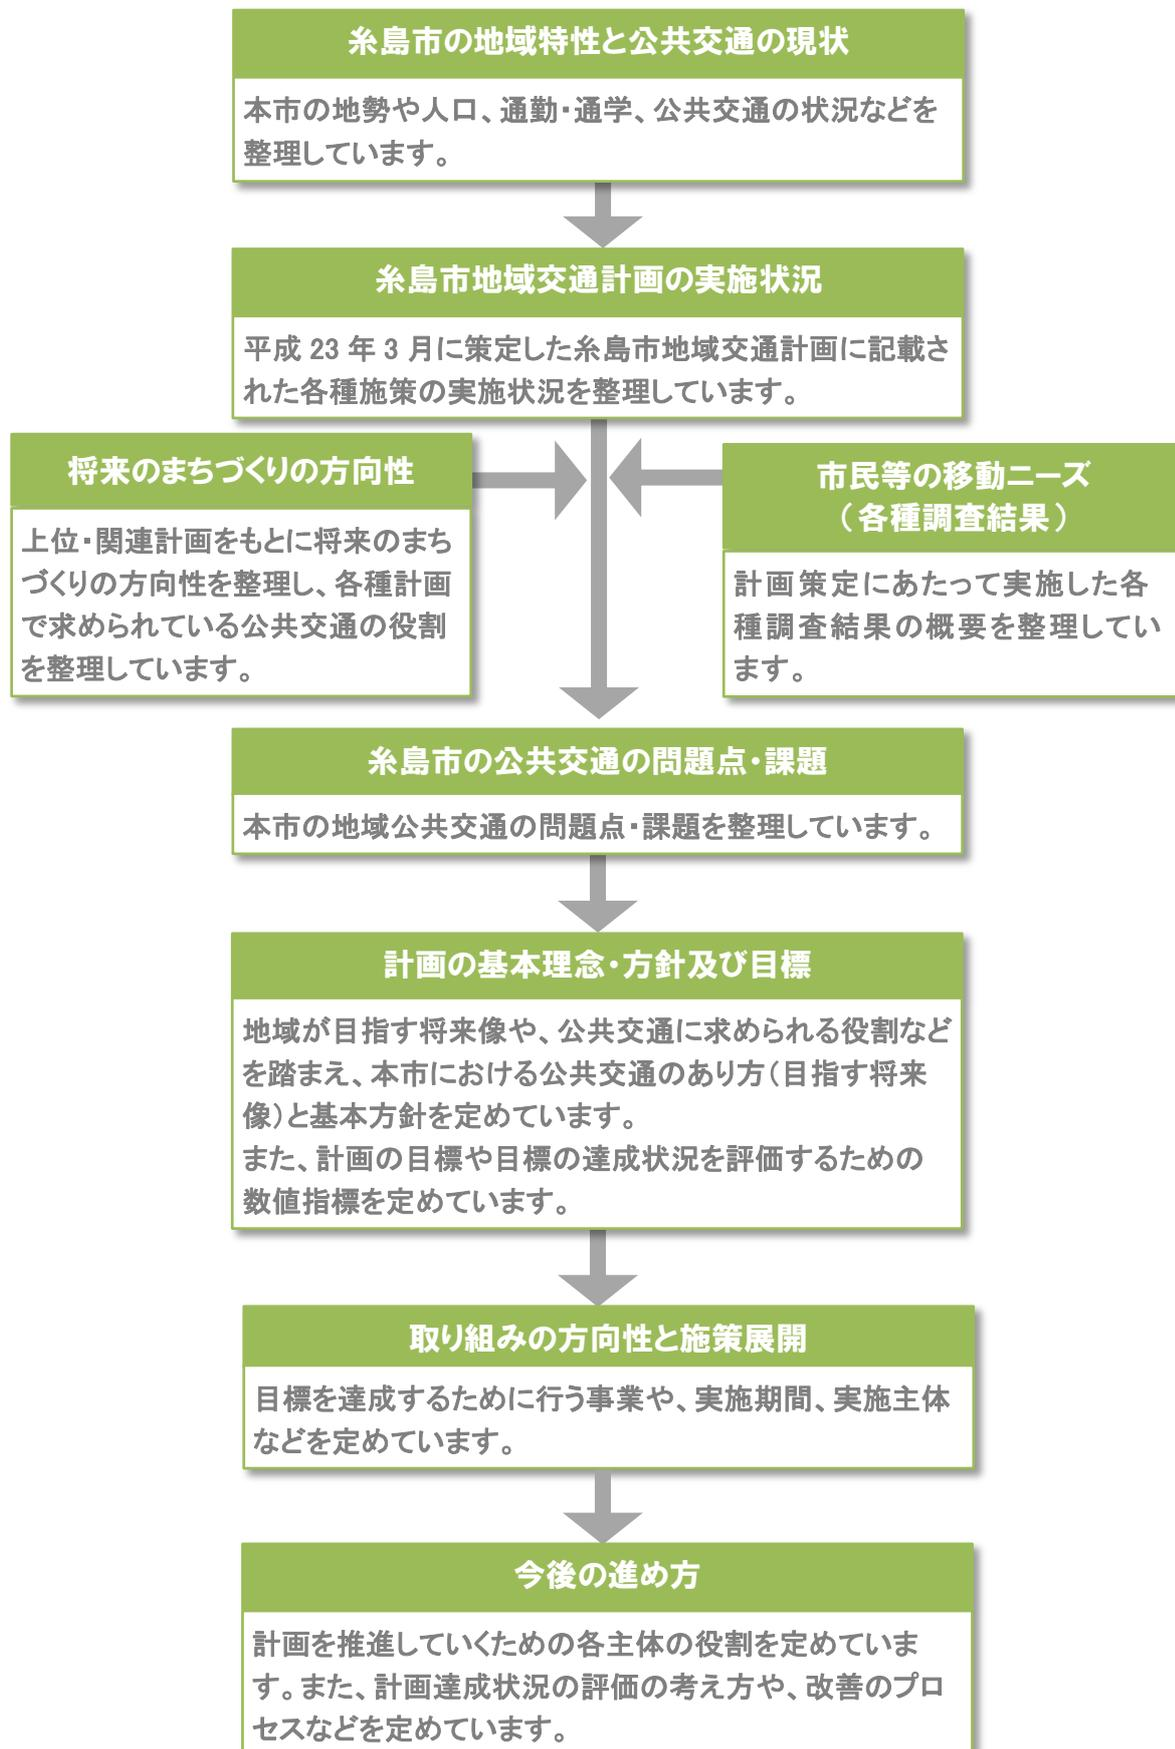 糸島市の地域特性と公共交通の現状
本市の地勢や人口、通勤・通学、公共交通の状況などを
整理しています。
糸島市地域交通計画の実施状況
平成 23 年 3 月に策定した糸島市地域交通計画に記載さ
れた各種施策の実施状況を整理しています。
将来のまちづくりの方向性
上位・関連計画をもとに将来のまち
づくりの方向性を整理し、各種計画
で求められている公共交通の役割
を整理しています。
市民等の移動ニーズ
（各種調査結果）
計画策定にあたって実施した各
種調査結果の概要を整理してい
ます。
糸島市の公共交通の問題点・課題
本市の地域公共交通の問題点・課題を整理しています。
計画の基本理念・方針及び目標
地域が目指す将来像や、公共交通に求められる役割など
を踏まえ、本市における公共交通のあり方（目指す将来
像）と基本方針を定めています。
また、計画の目標や目標の達成状況を評価するための
数値指標を定めています。
取り組みの方向性と施策展開
目標を達成するために行う事業や、実施期間、実施主体
などを定めています。
今後の進め方
計画を推進していくための各主体の役割を定めていま
す。また、計画達成状況の評価の考え方や、改善のプロ
セスなどを定めています。